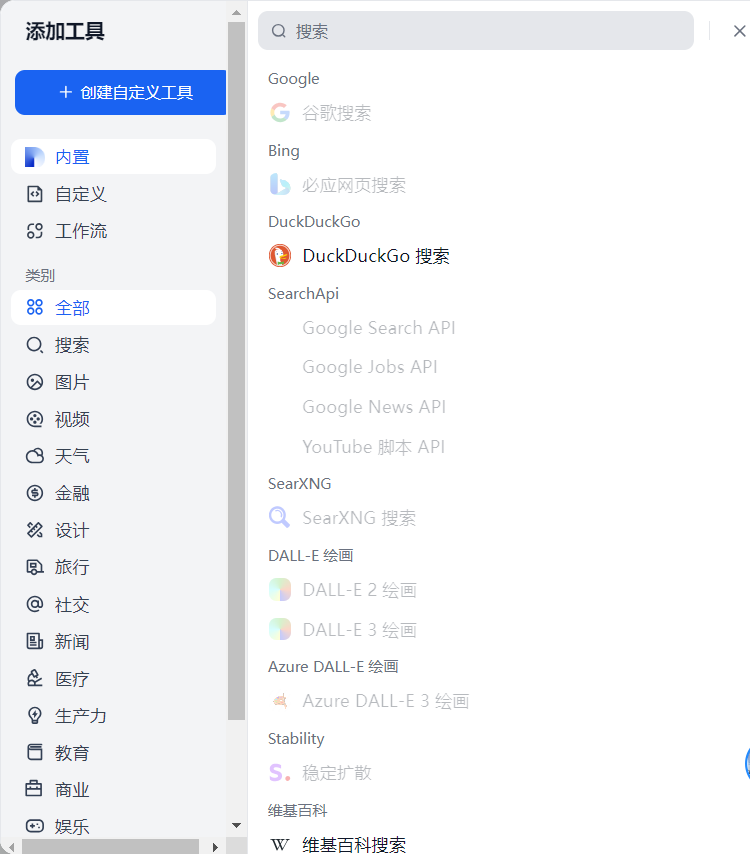 添加工具
+ 创建自定义工具
内置
自定义
工作流
类别
全部
搜索
图片
视频
天气
金融
设计
旅行
社交
新闻
医疗
生产力
教育
商业
娱乐
搜索
Google
谷歌搜索
Bing
必应网页搜索
DuckDuckGo
DuckDuckGo 搜索
SearchApi
Google Search API
Google Jobs API
Google News API
YouTube 脚本 API
SearXNG
SearXNG 搜索
DALL-E 绘画
DALL-E 2 绘画
DALL-E 3 绘画
Azure DALL-E 绘画
Azure DALL-E 3 绘画
Stability
稳定扩散
维基百科
维基百科搜索